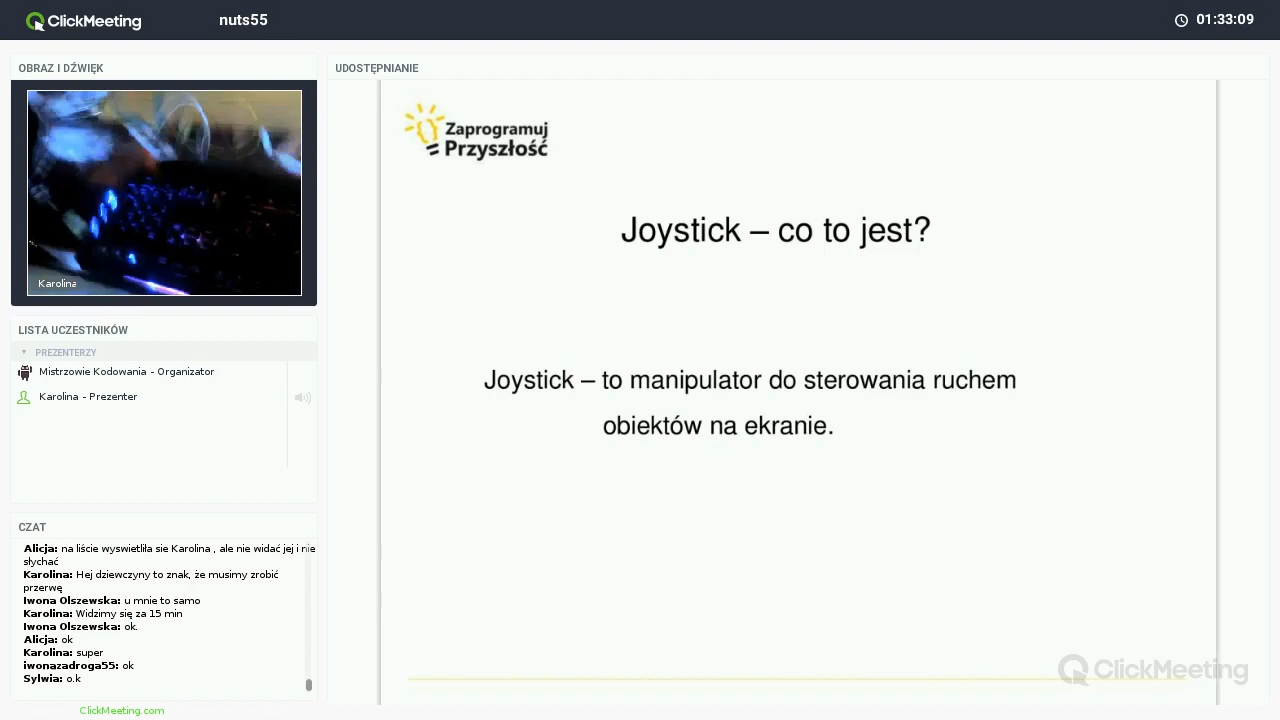 ClickMeeting
nuts55
01:33:09
OBRAZ I DŹWIĘK
Karolina
LISTA UCZESTNIKÓW
PREZENTERZY
Mistrzowie Kodowania - Organizator
Karolina - Prezenter
CZAT
Alicja: na liście wyswietliła sie Karolina , ale nie widać jej i nie
słychać
Karolina: Hej dziewczyny to znak, że musimy zrobić
przerwę
Iwona Olszewska: u mnie to samo
Karolina: Widzimy się za 15 min
Iwona Olszewska: ok.
Alicja: ok
Karolina: super
iwonazadroga55: ok
Sylwia: o.k
ClickMeeting.com
UDOSTĘPNIANIE
Zaprogramuj
Przyszłość
Joystick – co to jest?
Joystick – to manipulator do sterowania ruchem
obiektów na ekranie.
ClickMeeting